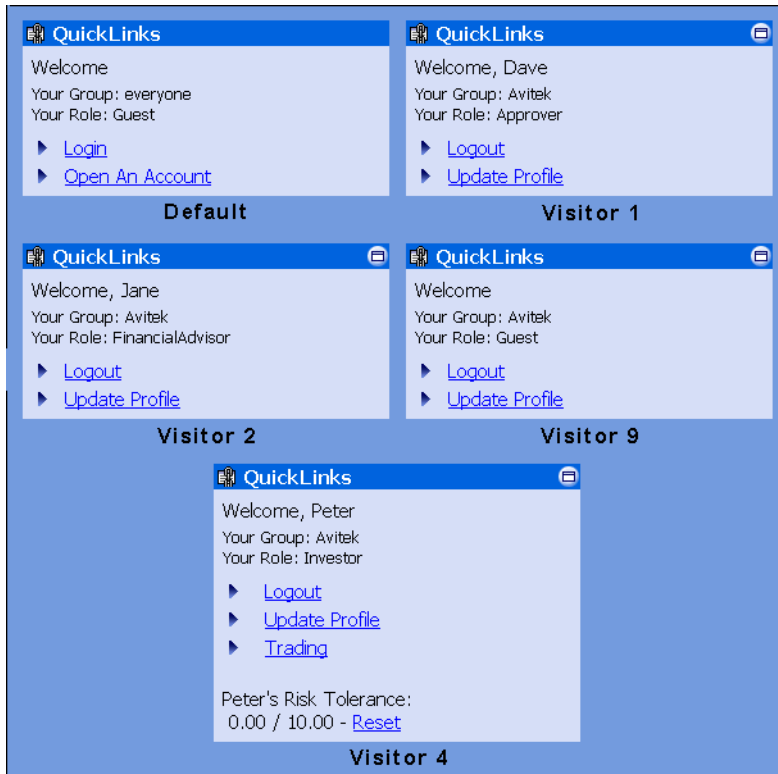 QuickLinks
Welcome
Your Group: everyone
Your Role: Guest
Login
Open An Account
Default
QuickLinks
Welcome, Dave
Your Group: Avitek
Your Role: Approver
Logout
Update Profile
Visitor 1
QuickLinks
Welcome, Jane
Your Group: Avitek
Your Role: FinancialAdvisor
Logout
Update Profile
Visitor 2
QuickLinks
Welcome
Your Group: Avitek
Your Role: Guest
Logout
Update Profile
Visitor 9
QuickLinks
Welcome, Peter
Your Group: Avitek
Your Role: Investor
Logout
Update Profile
Trading
Peter's Risk Tolerance:
0.00 / 10.00 - Reset
Visitor 4